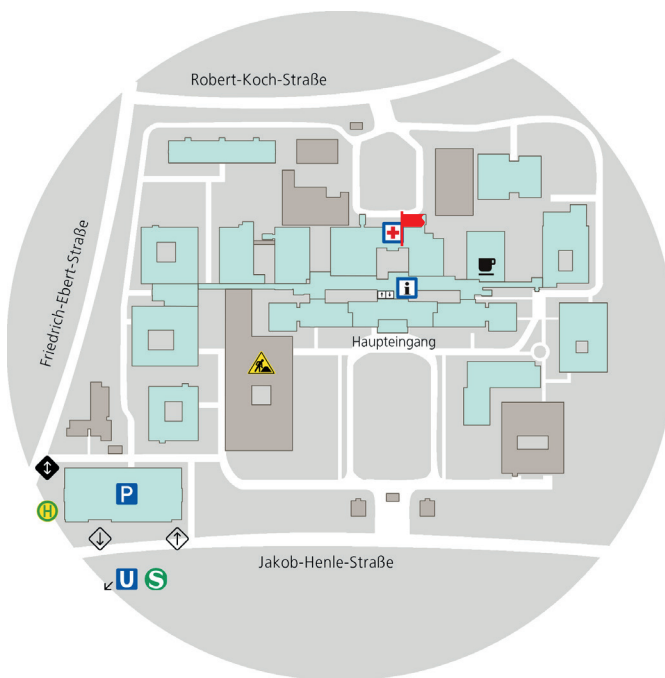 Robert-Koch-Straße
Friedrich-Ebert-Straße
i
Haupteingang
P
H
Jakob-Henle-Straße
U S